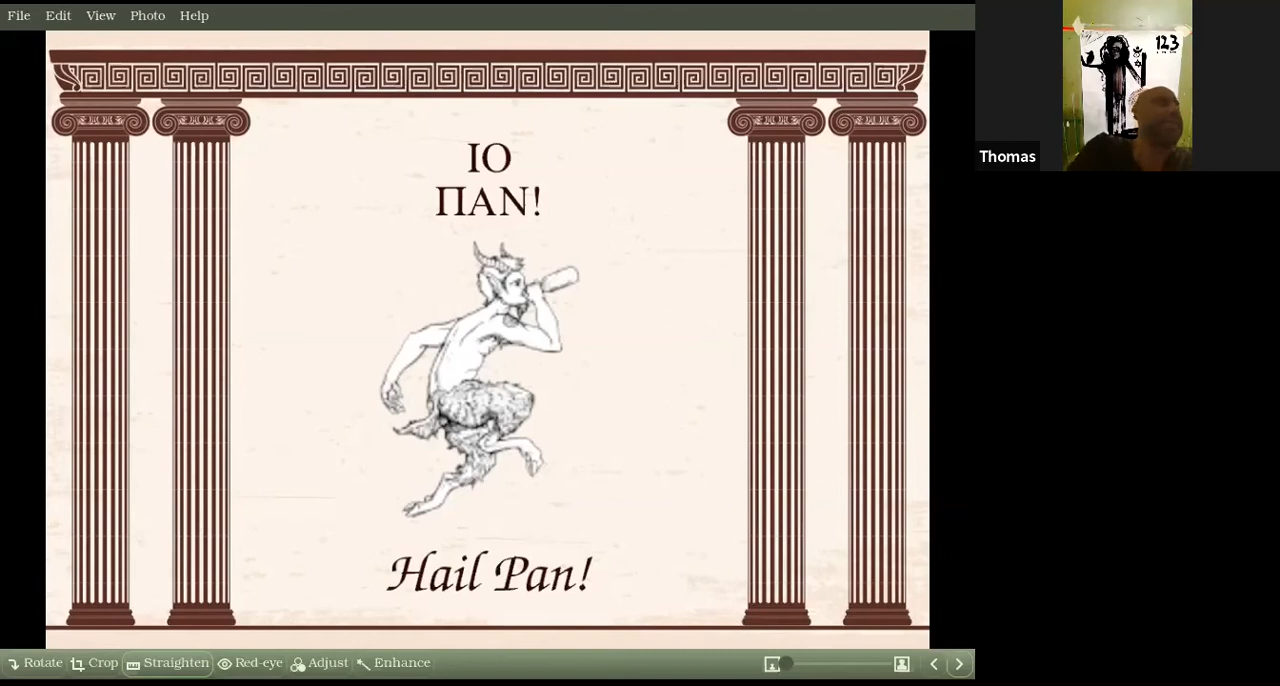 File Edit View Photo Help
ΙΟ
ΠΑΝ!
Hail Pan!
Thomas
123
Rotate Crop Straighten Red-eye Adjust Enhance